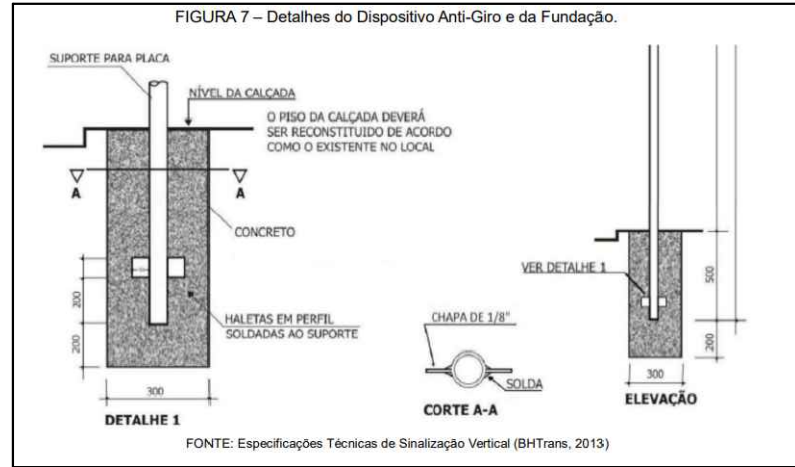 FIGURA 7 – Detalhes do Dispositivo Anti-Giro e da Fundação.
SUPORTE PARA PLACA
NÍVEL DA CALÇADA
O PISO DA CALÇADA DEVERÁ
SER RECONSTITUIDO DE ACORDO
COMO O EXISTENTE NO LOCAL
A
A
CONCRETO
HALETAS EM PERFIL
SOLDADAS AO SUPORTE
200
200
300
DETALHE 1
CHAPA DE 1/8"
SOLDA
CORTE A-A
VER DETALHE 1
500
200
300
ELEVAÇÃO
FONTE: Especificações Técnicas de Sinalização Vertical (BHTrans, 2013)